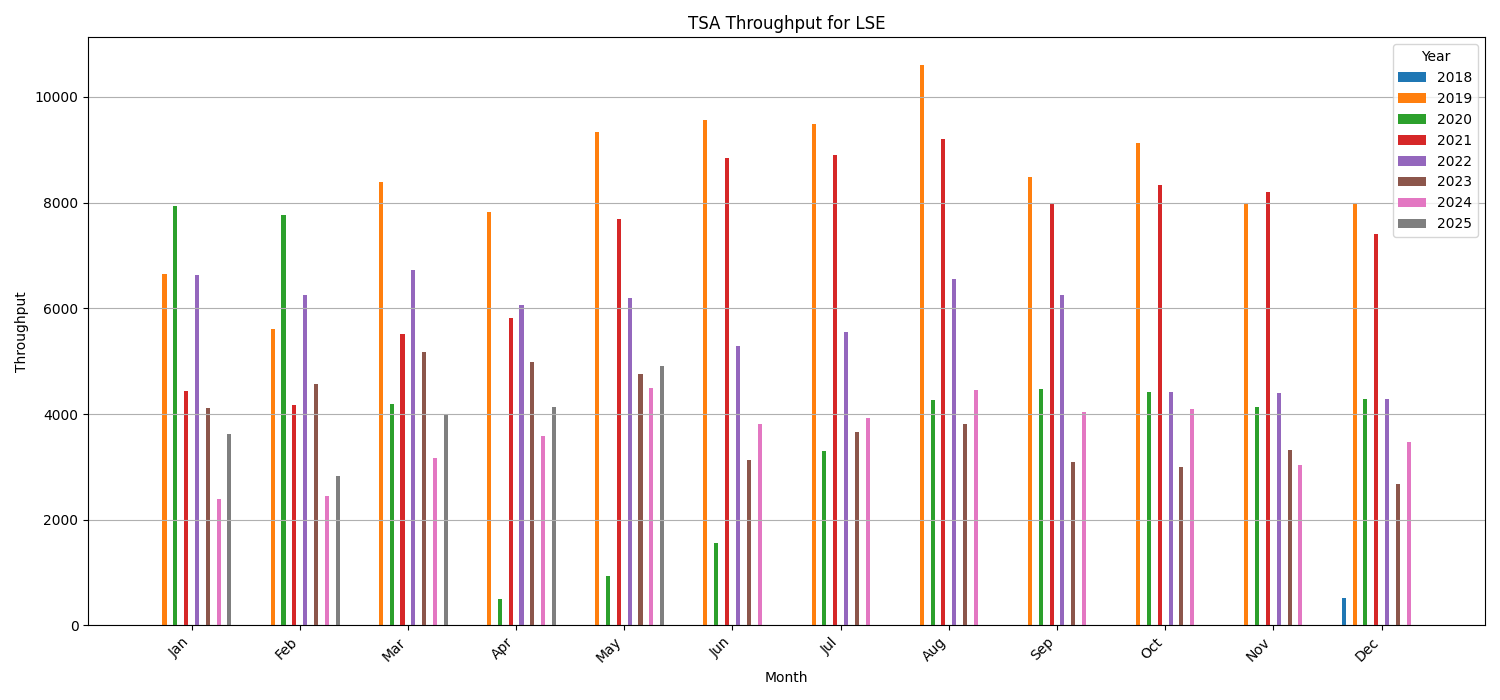 TSA Throughput for LSE
Year
2018
2019
2020
2021
2022
2023
2024
2025
Throughput
10000
8000
6000
4000
2000
0
Jan
Feb
Mar
Apr
May
Jun
Jul
Aug
Sep
Oct
Nov
Dec
Month